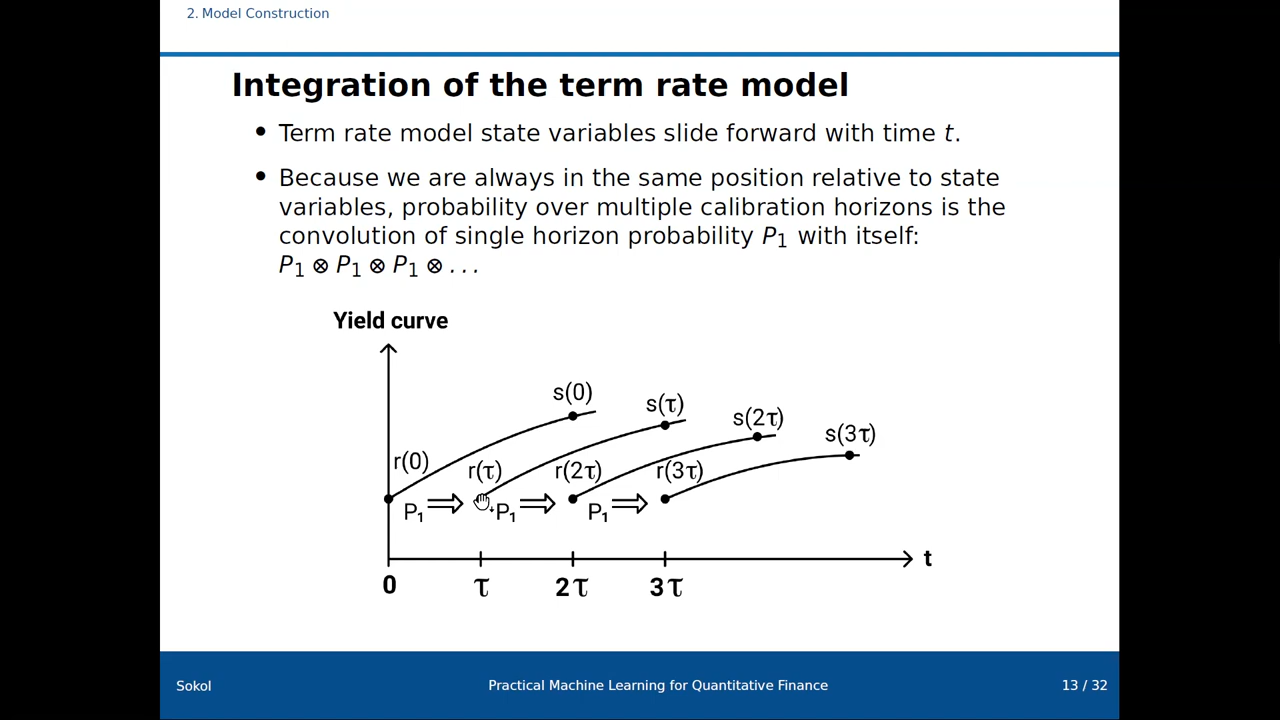 2. Model Construction
Integration of the term rate model
• Term rate model state variables slide forward with time t.
• Because we are always in the same position relative to state
variables, probability over multiple calibration horizons is the
convolution of single horizon probability P₁ with itself:
P₁ ⊗ P₁ ⊗ P₁ ⊗ . . .
Yield curve
s(0)
s(τ)
s(2τ)
s(3τ)
r(0)
r(τ)
r(2τ)
r(3τ)
P₁ ⇒ P₁ ⇒ P₁ ⇒
t
0 τ 2τ 3τ
Sokol Practical Machine Learning for Quantitative Finance 13 / 32